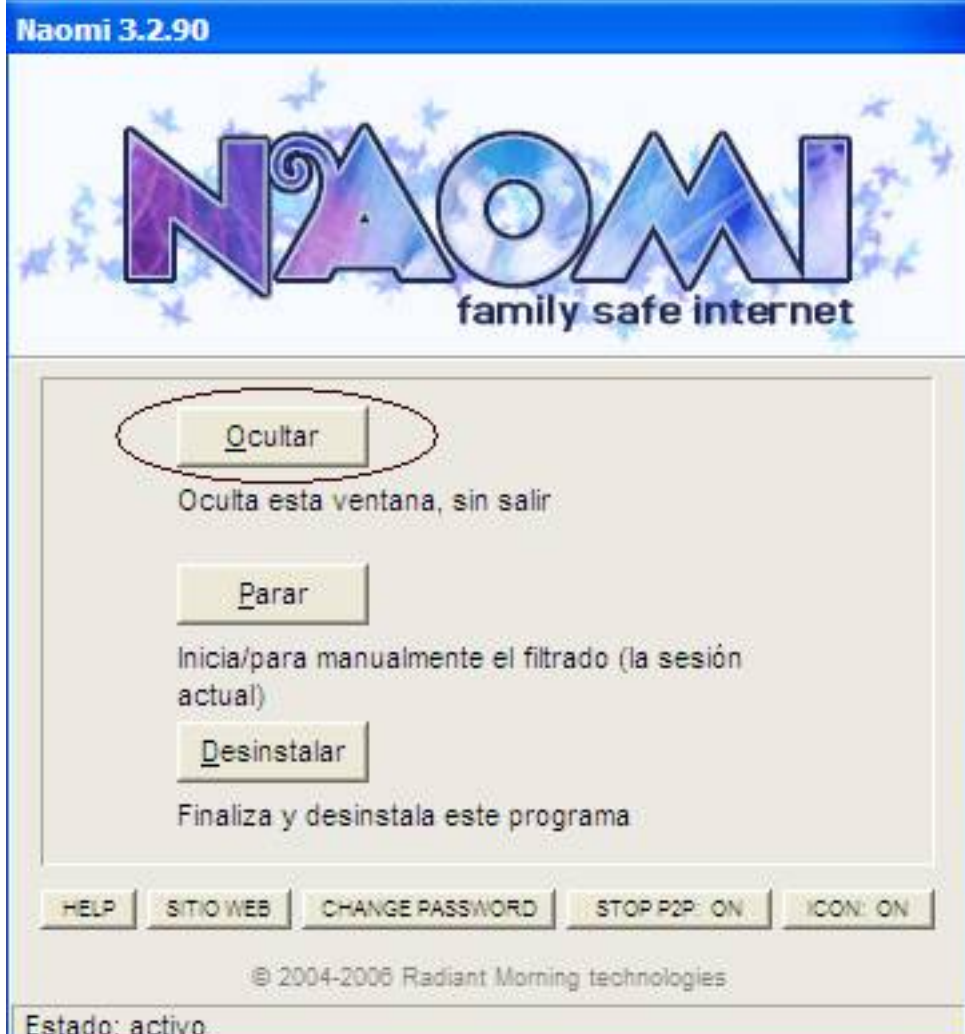 Naomi 3.2.90
NAOMI
family safe internet
Ocultar
Oculta esta ventana, sin salir
Parar
Inicia/para manualmente el filtrado (la sesión
actual)
Desinstalar
Finaliza y desinstala este programa
HELP SITIO WEB CHANGE PASSWORD STOP P2P: ON ICON: ON
© 2004-2006 Radiant Morning technologies
Estado: activo.